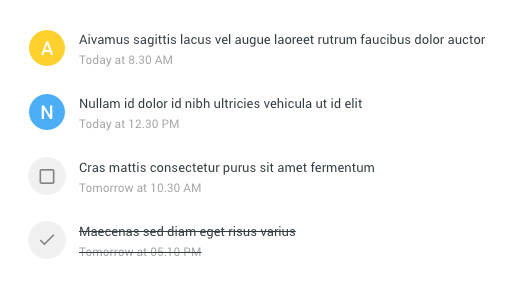 A
Aivamus sagittis lacus vel augue laoreet rutrum faucibus dolor auctor
Today at 8.30 AM
N
Nullam id dolor id nibh ultricies vehicula ut id elit
Today at 12.30 PM
Cras mattis consectetur purus sit amet fermentum
Tomorrow at 10.30 AM
Maecenas sed diam eget risus varius
Tomorrow at 05.10 PM